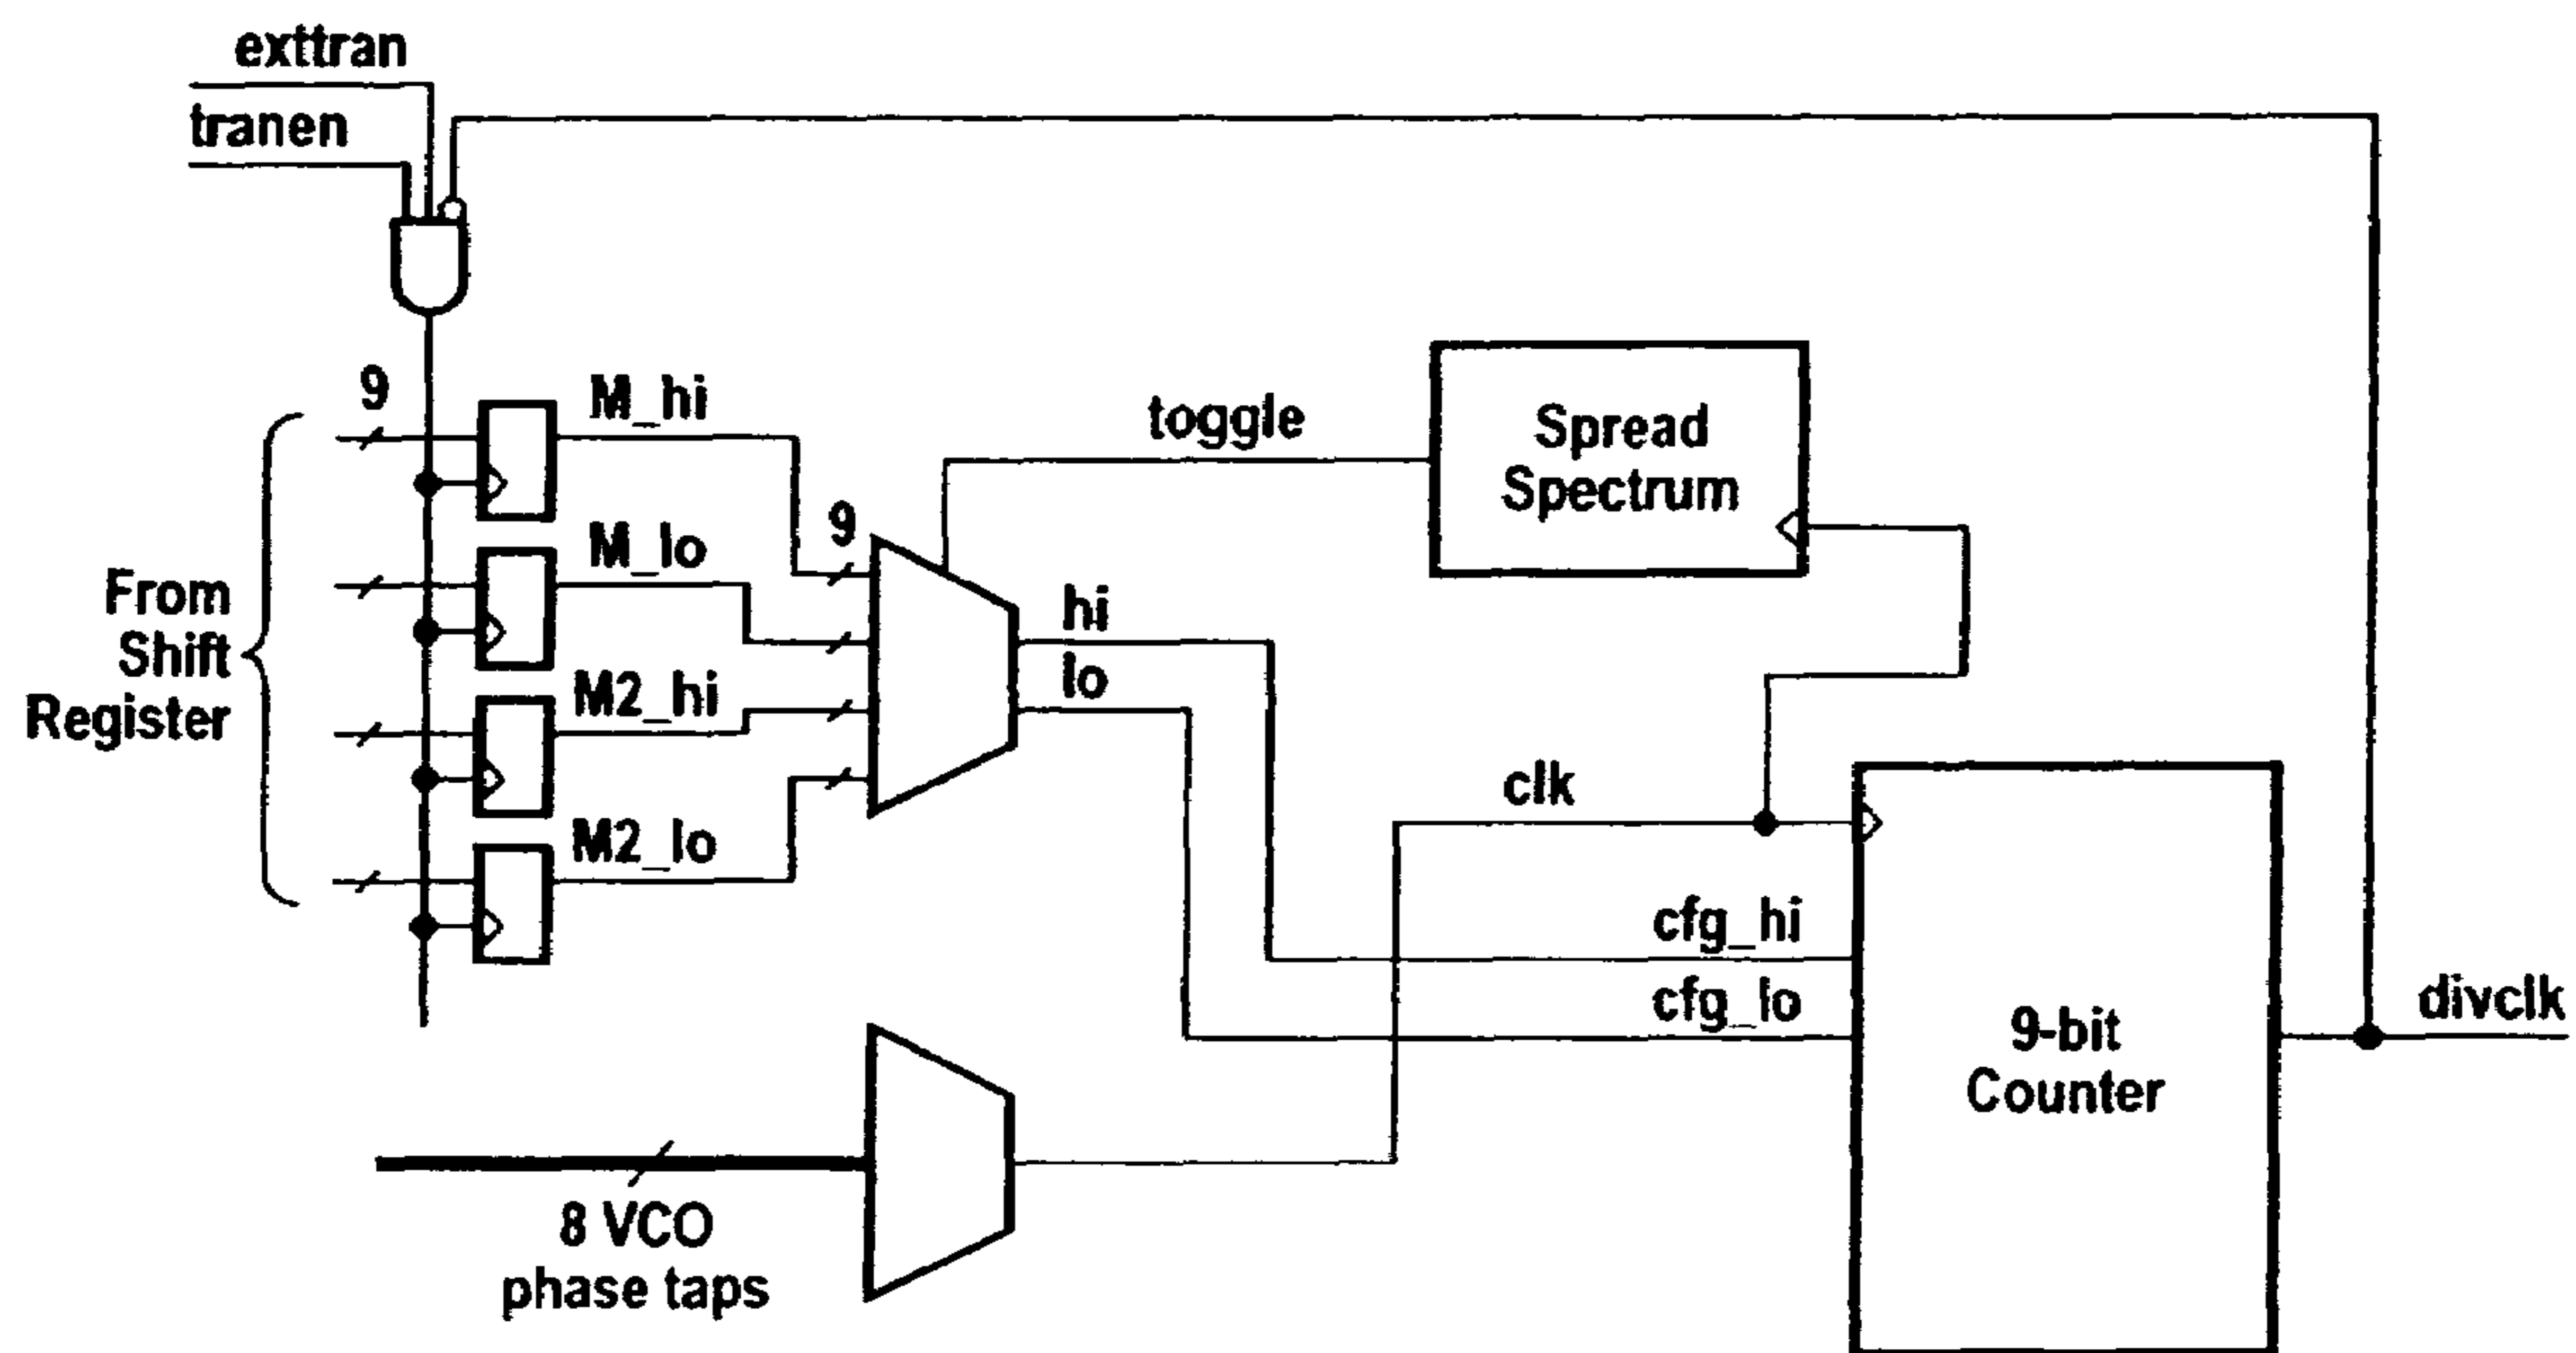 exttran
tranen
9
M_hi
toggle
Spread
Spectrum
9
M_lo
From
Shift
Register
hi
lo
M2_hi
clk
M2_lo
cfg_hi
cfg_lo
9-bit
Counter
divclk
8 VCO
phase taps